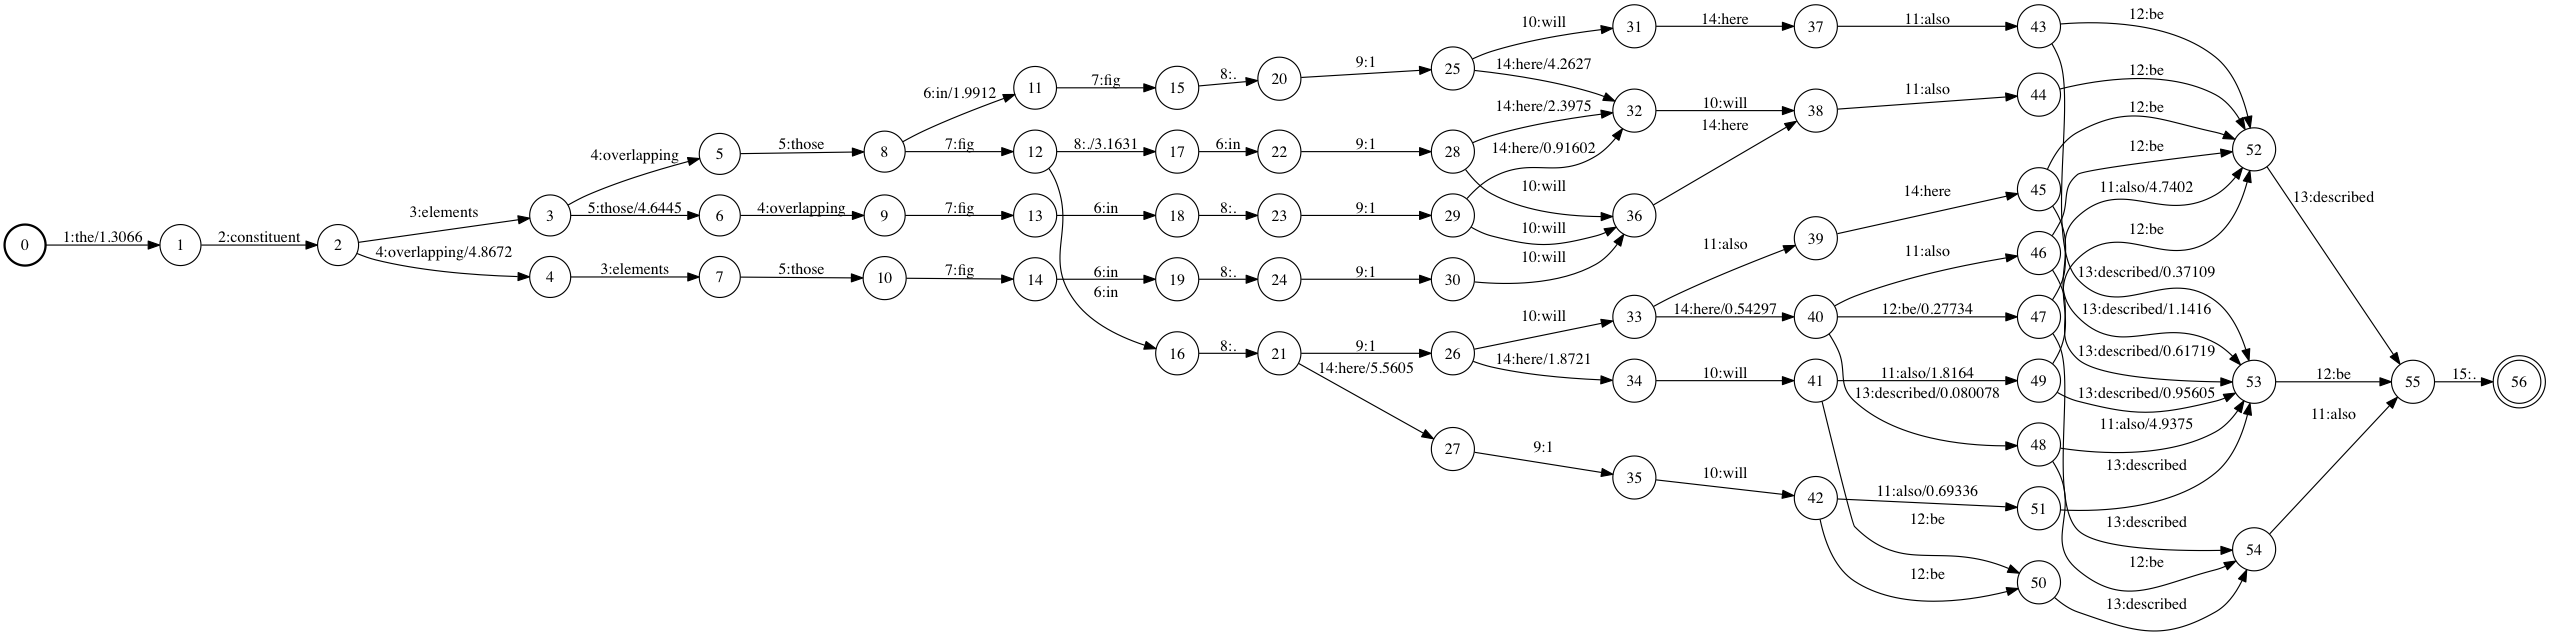 0 1:the/1.3066 1 2:constituent 2
3:elements 3
4:overlapping/4.8672 4
4:overlapping 5 5:those 8
5:those/4.6445 6 4:overlapping 9 7:fig 13 6:in 18 8:. 23 9:1 29
3:elements 7 5:those 10 7:fig 14 6:in 19 8:. 24 9:1 30
6:in
6:in/1.9912 11 7:fig 15 8:. 20 9:1 25
7:fig 12 8:./3.1631 17 6:in 22 9:1 28
16 8:. 21 9:1 26
14:here/5.5605 27 9:1 35 10:will 42
10:will 31 14:here 37 11:also 43 12:be
14:here/4.2627
14:here/2.3975 32 10:will 38 11:also 44 12:be
14:here
14:here/0.91602
10:will 36
10:will
10:will
10:will 33 11:also 39 14:here 45 12:be
14:here/0.54297 40 11:also 46 12:be
12:be/0.27734 47 11:also/4.7402
14:here/1.8721 34 10:will 41 11:also/1.8164 49 12:be
13:described/0.080078 48
11:also/0.69336 51
12:be
12:be 50
52 13:described
13:described/0.37109
13:described/1.1416
13:described/0.61719
13:described/0.95605 53 12:be 55 15:. 56
11:also/4.9375
13:described
13:described 54 11:also
12:be
13:described